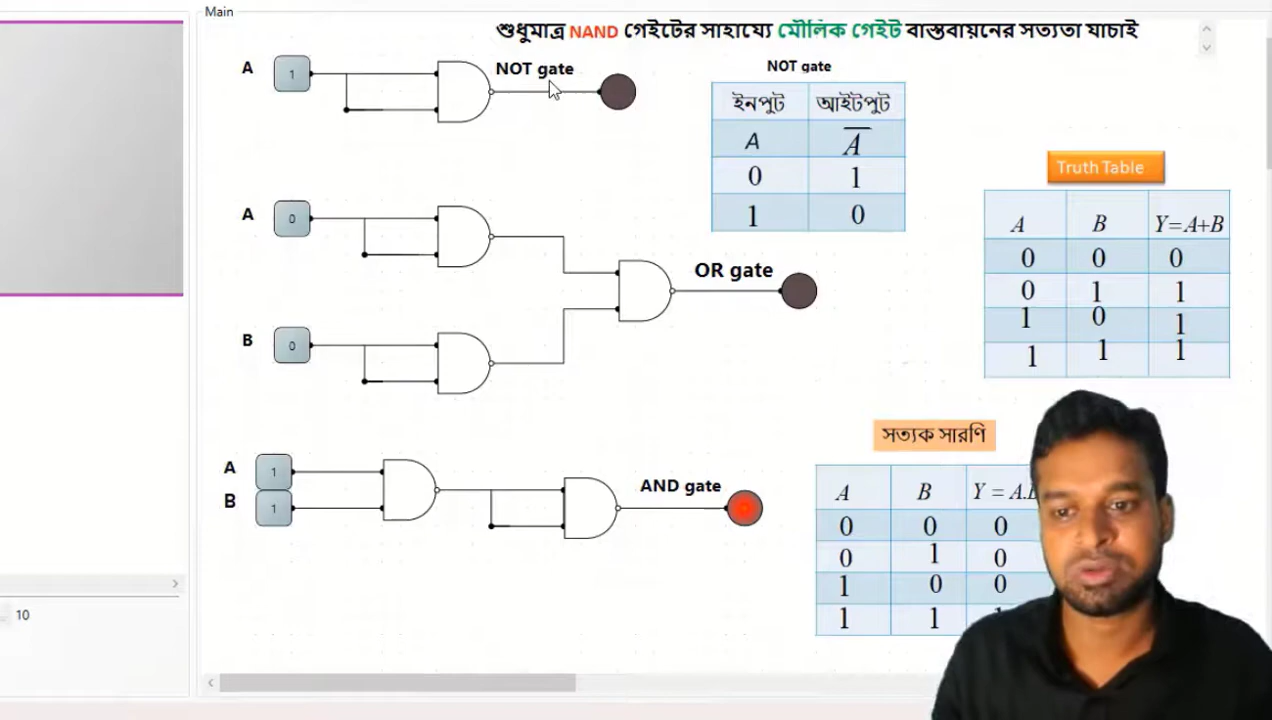 Main
শুধুমাত্র NAND গেইটের সাহায্যে মৌলিক গেইট বাস্তবায়নের সত্যতা যাচাই
A 1 NOT gate
NOT gate
ইনপুট আইটপুট
A A̅
0 1
1 0
A 0
B 0
OR gate
Truth Table
A B Y=A+B
0 0 0
0 1 1
1 0 1
1 1 1
A 1
B 1
AND gate
সত্যক সারণি
A B Y = A.
0 0 0
0 1 0
1 0 0
1 1
10